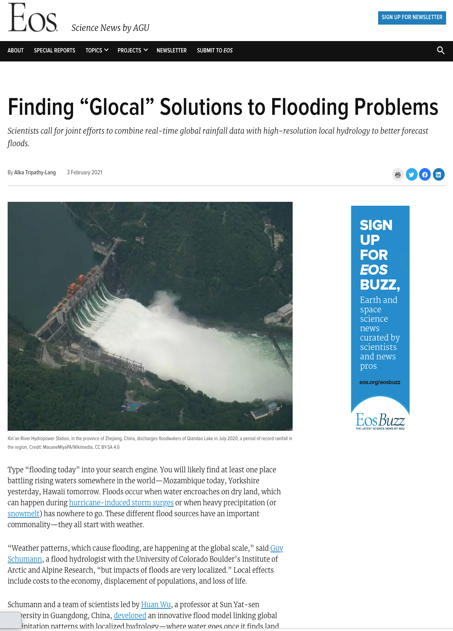 Eos
Science News by AGU
SIGN UP FOR NEWSLETTER
ABOUT SPECIAL REPORTS TOPICS PROJECTS NEWSLETTER SUBMIT TO EOS
Finding “Glocal” Solutions to Flooding Problems
Scientists call for joint efforts to combine real-time global rainfall data with high-resolution local hydrology to better forecast
floods.
By Alka Tripathy-Lang 3 February 2021
SIGN
UP
FOR
EOS
BUZZ,
Earth and
space
science
news
curated by
scientists
and news
pros
eos.org/eosbuzz
EosBuzz
THE LATEST SCIENCE NEWS BY AGU
Xin'an River Hydropower Station, in the province of Zhejiang, China, discharges floodwaters of Qiandao Lake in July 2020, a period of record rainfall in
the region. Credit: MasaneMiyaPA/Wikimedia, CC BY-SA 4.0
Type “flooding today” into your search engine. You will likely find at least one place
battling rising waters somewhere in the world—Mozambique today, Yorkshire
yesterday, Hawaii tomorrow. Floods occur when water encroaches on dry land, which
can happen during hurricane-induced storm surges or when heavy precipitation (or
snowmelt) has nowhere to go. These different flood sources have an important
commonality—they all start with weather.
“Weather patterns, which cause flooding, are happening at the global scale,” said Guy
Schumann, a flood hydrologist with the University of Colorado Boulder's Institute of
Arctic and Alpine Research, “but impacts of floods are very localized.” Local effects
include costs to the economy, displacement of populations, and loss of life.
Schumann and a team of scientists led by Huan Wu, a professor at Sun Yat-sen
in Guangdong, China, developed an innovative flood model linking global
patterns with localized hydrology—where water goes once it finds land